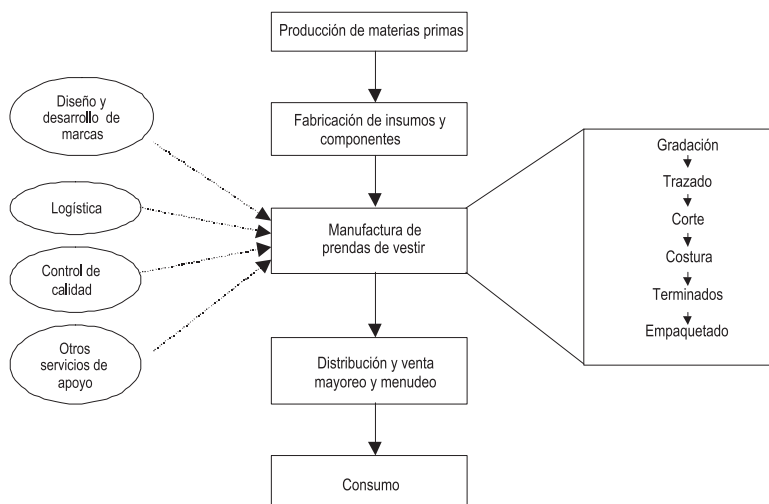 Producción de materias primas
Diseño y
desarrollo de
marcas
Fabricación de insumos y
componentes
Logística
Manufactura de
prendas de vestir
Control de
calidad
Otros
servicios de
apoyo
Distribución y venta
mayoreo y menudeo
Consumo
Gradación
Trazado
Corte
Costura
Terminados
Empaquetado